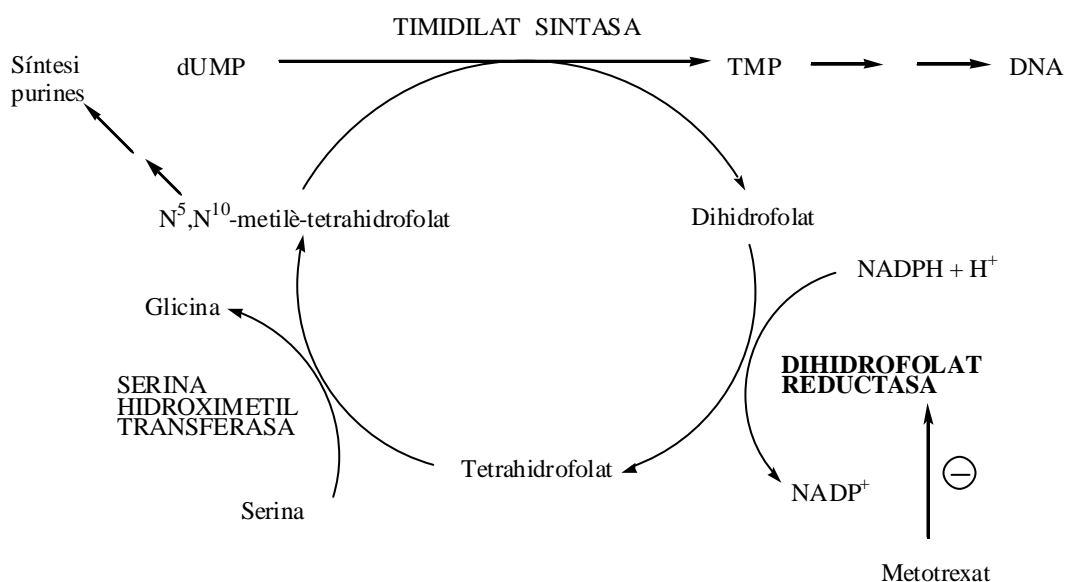 TIMIDILAT SINTASA
Síntesi
purines
dUMP
TMP
DNA
N⁵,N¹⁰-metilè-tetrahidrofolat
Dihidrofolat
NADPH + H⁺
Glicina
DIHIDROFOLAT
REDUCTASA
SERINA
HIDROXIMETIL
TRANSFERASA
Tetrahidrofolat
NADP⁺
Serina
Metotrexat